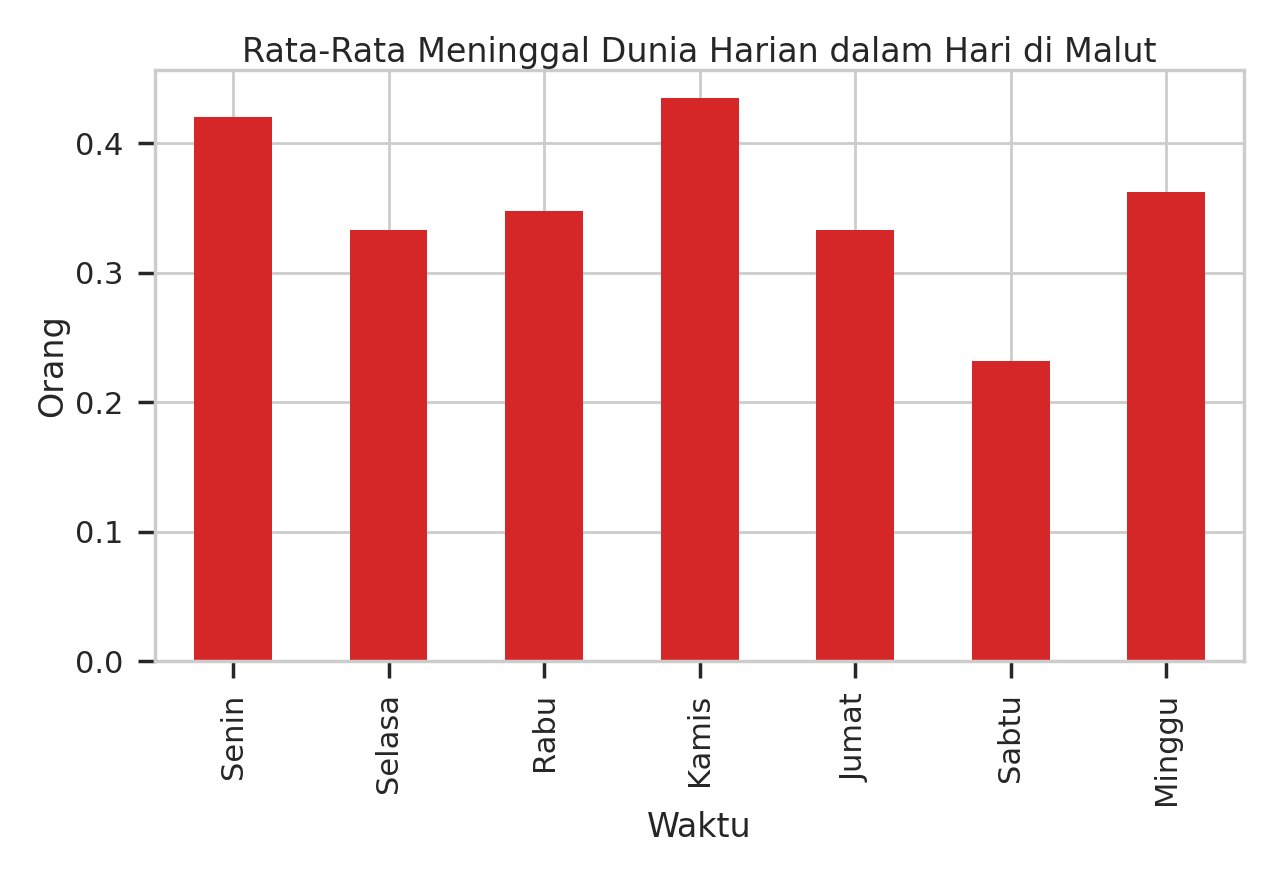 Rata-Rata Meninggal Dunia Harian dalam Hari di Malut
0.4
0.3
0.2
0.1
0.0
Orang
Senin
Selasa
Rabu
Kamis
Jumat
Sabtu
Minggu
Waktu